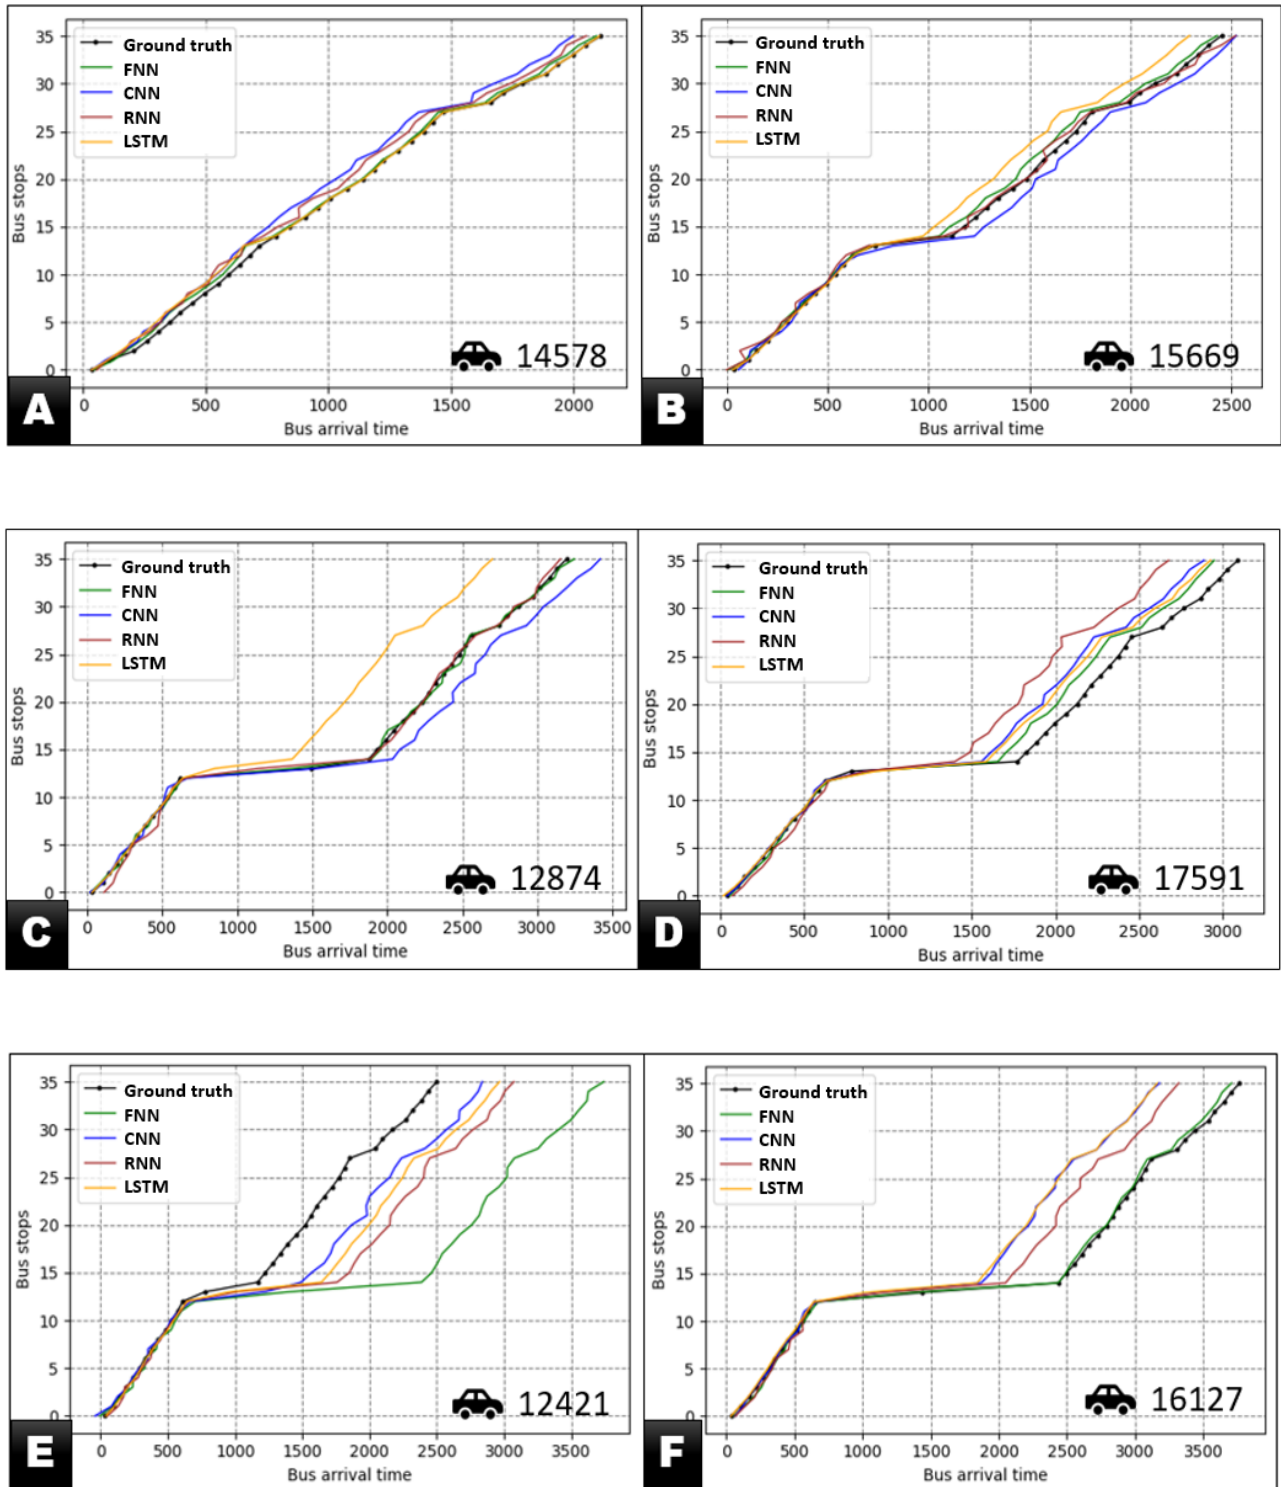 35
30
25
20
15
10
5
0
Bus stops
Ground truth
FNN
CNN
RNN
LSTM
14578
0 500 1000 1500 2000
Bus arrival time
A
35
30
25
20
15
10
5
0
Bus stops
Ground truth
FNN
CNN
RNN
LSTM
15669
0 500 1000 1500 2000 2500
Bus arrival time
B
35
30
25
20
15
10
5
0
Bus stops
Ground truth
FNN
CNN
RNN
LSTM
12874
0 500 1000 1500 2000 2500 3000 3500
Bus arrival time
C
35
30
25
20
15
10
5
0
Bus stops
Ground truth
FNN
CNN
RNN
LSTM
17591
0 500 1000 1500 2000 2500 3000
Bus arrival time
D
35
30
25
20
15
10
5
0
Bus stops
Ground truth
FNN
CNN
RNN
LSTM
12421
0 500 1000 1500 2000 2500 3000 3500
Bus arrival time
E
35
30
25
20
15
10
5
0
Bus stops
Ground truth
FNN
CNN
RNN
LSTM
16127
0 500 1000 1500 2000 2500 3000 3500
Bus arrival time
F